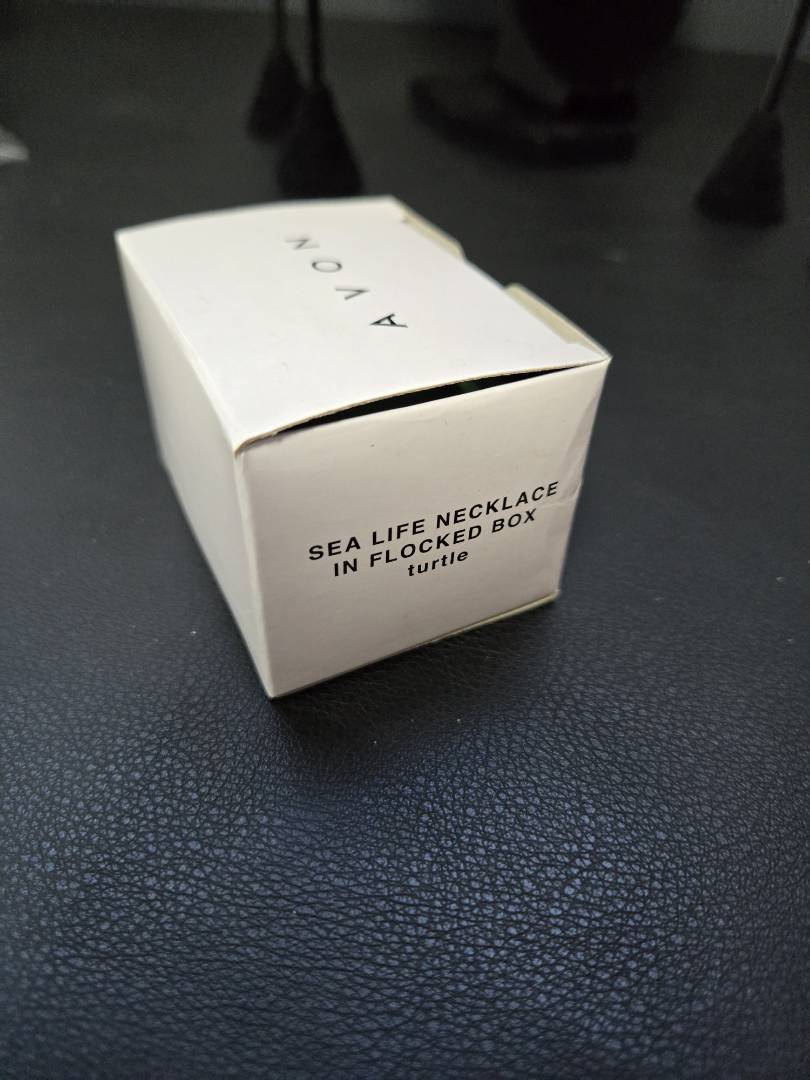 AVON
SEA LIFE NECKLACE
IN FLOCKED BOX
turtle